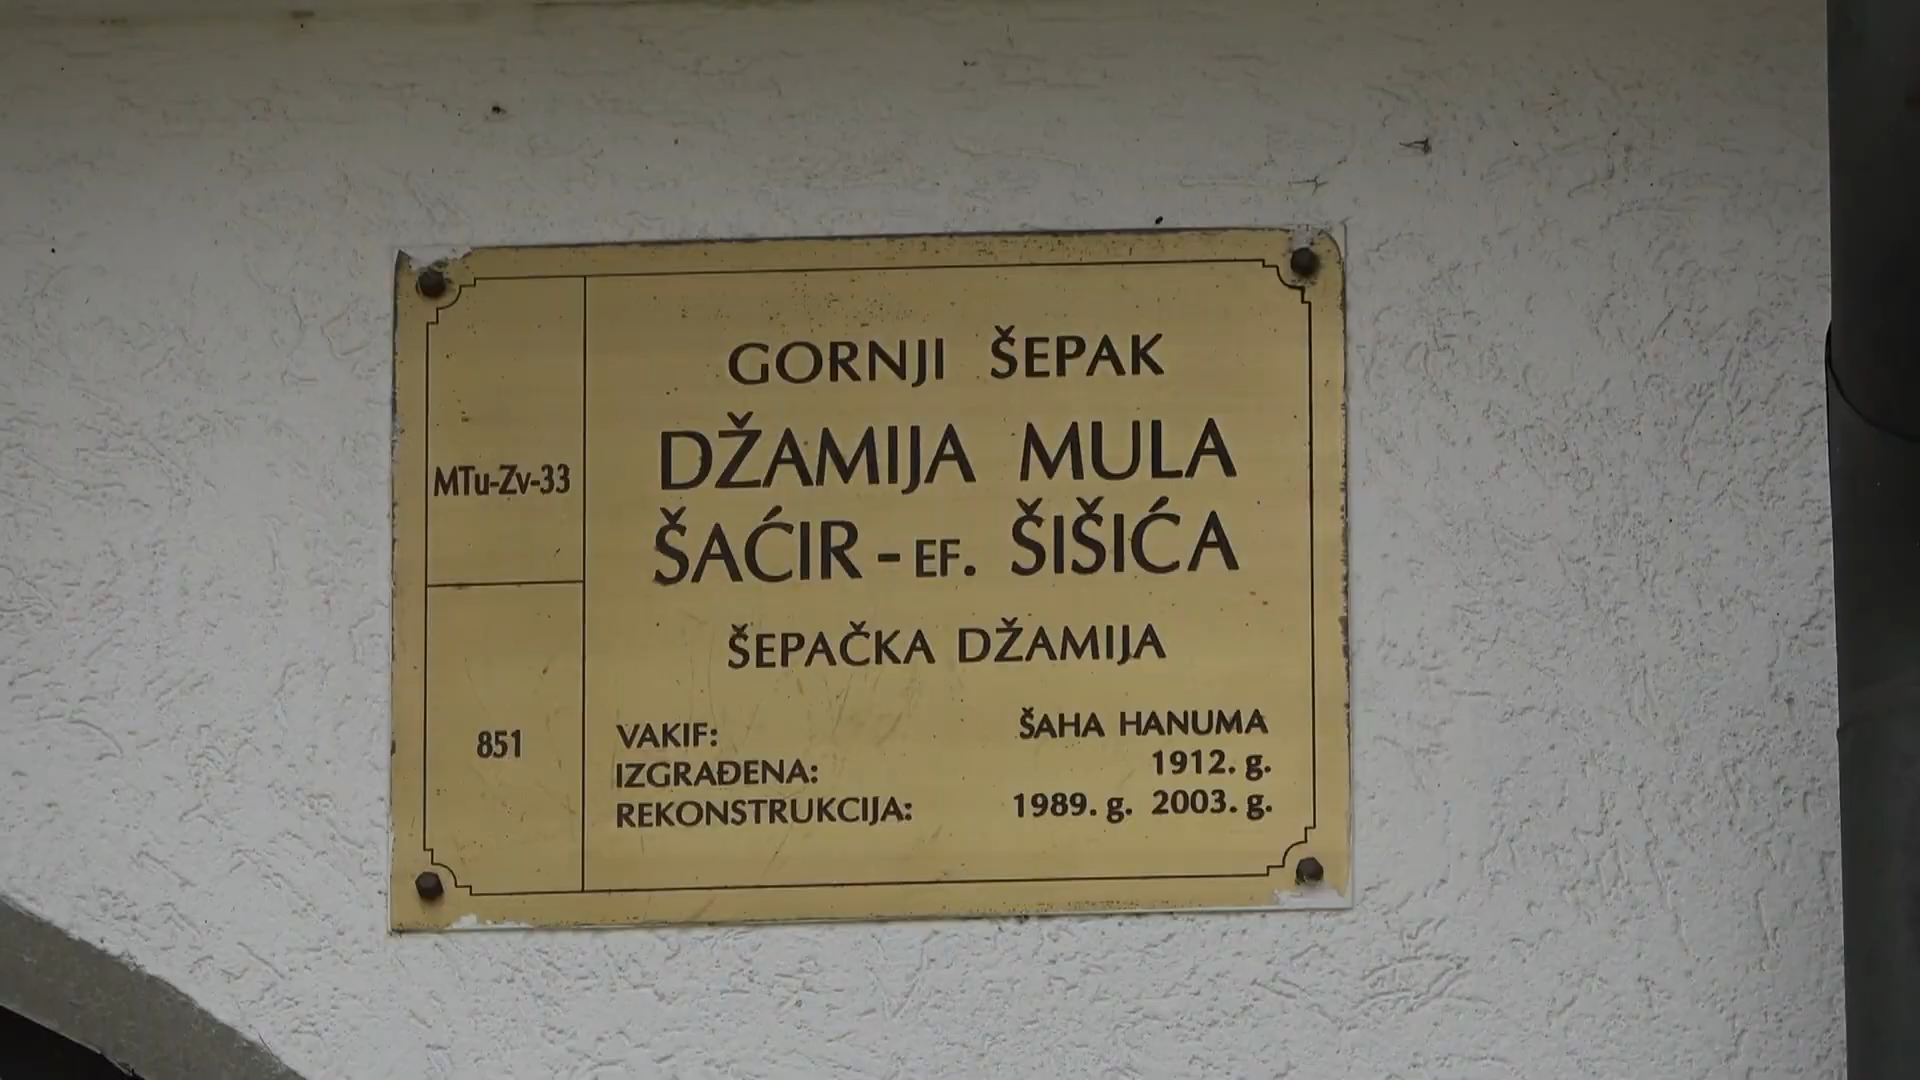 MTu-Zv-33
851
GORNJI ŠEPAK
DŽAMIJA MULA
ŠAĆIR - EF. ŠIŠIĆA
ŠEPAČKA DŽAMIJA
VAKIF: ŠAHA HANUMA
IZGRAĐENA: 1912. g.
REKONSTRUKCIJA: 1989. g. 2003. g.